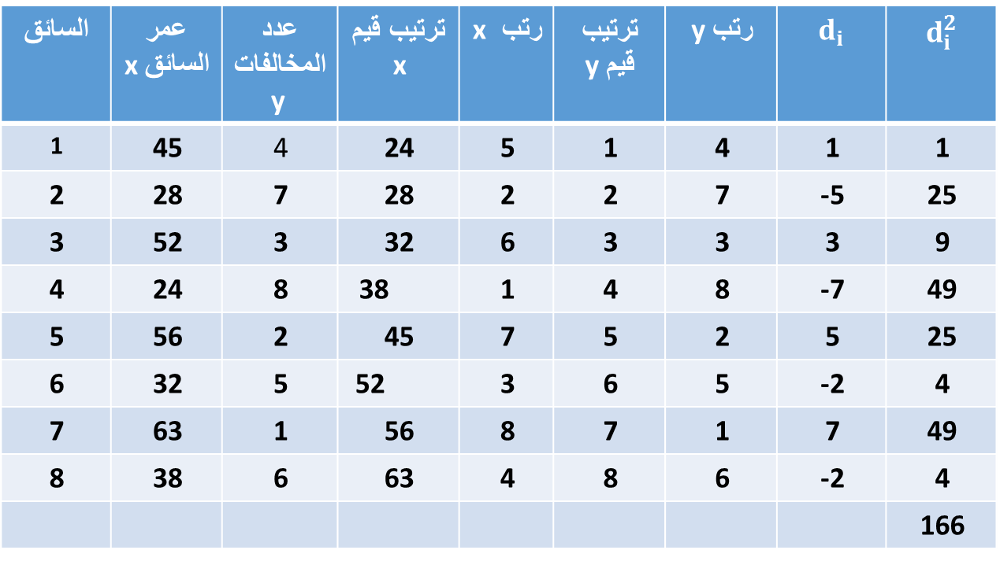 السائق | عمر السائق x | عدد المخالفات y | ترتيب قيم x | رتب x | ترتيب قيم y | رتب y | dᵢ | dᵢ²
1 | 45 | 4 | 24 | 5 | 1 | 4 | 1 | 1
2 | 28 | 7 | 28 | 2 | 2 | 7 | -5 | 25
3 | 52 | 3 | 32 | 6 | 3 | 3 | 3 | 9
4 | 24 | 8 | 38 | 1 | 4 | 8 | -7 | 49
5 | 56 | 2 | 45 | 7 | 5 | 2 | 5 | 25
6 | 32 | 5 | 52 | 3 | 6 | 5 | -2 | 4
7 | 63 | 1 | 56 | 8 | 7 | 1 | 7 | 49
8 | 38 | 6 | 63 | 4 | 8 | 6 | -2 | 4
166